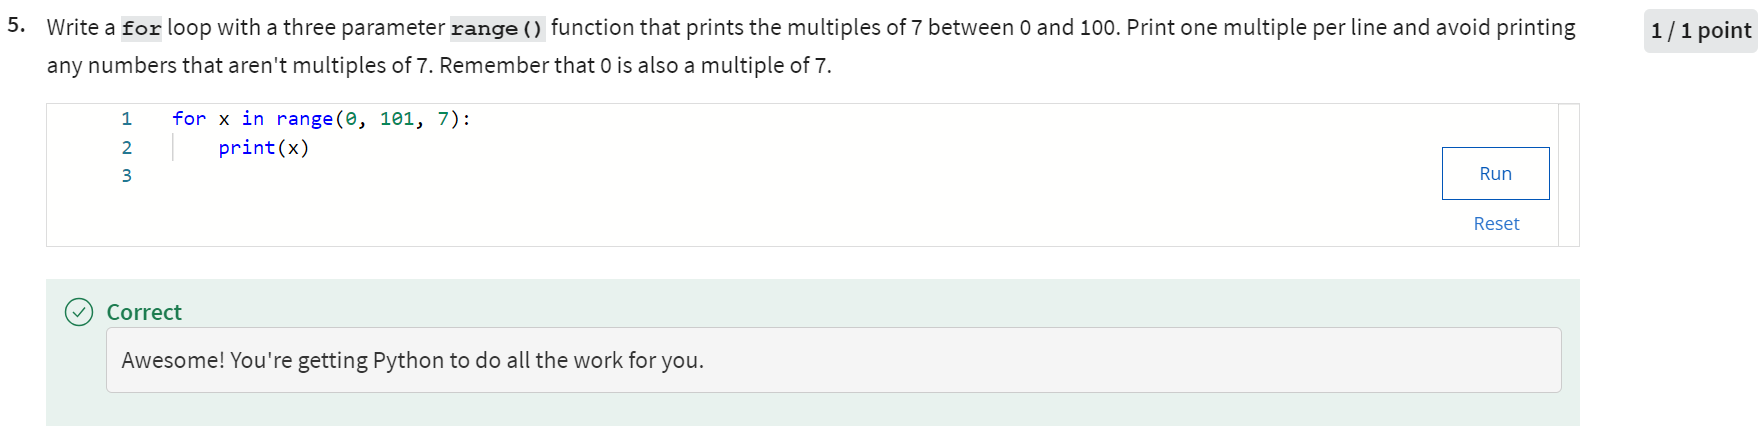 5. Write a for loop with a three parameter range() function that prints the multiples of 7 between 0 and 100. Print one multiple per line and avoid printing
any numbers that aren't multiples of 7. Remember that 0 is also a multiple of 7.
1 / 1 point
1 for x in range(0, 101, 7):
2     print(x)
3
Run
Reset
Correct
Awesome! You're getting Python to do all the work for you.